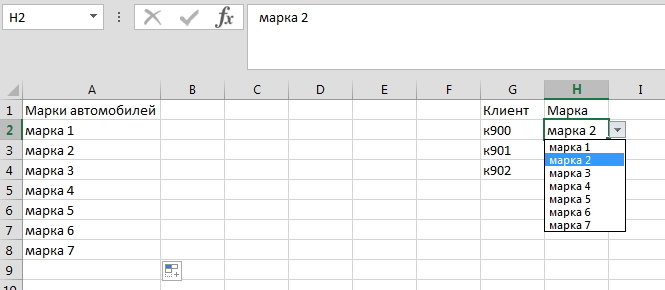 H2 fx марка 2
A B C D E F G H I
1 Марки автомобилей Клиент Марка
2 марка 1 к900 марка 2
3 марка 2 к901
4 марка 3 к902
5 марка 4
6 марка 5
7 марка 6
8 марка 7
9
10
марка 1
марка 2
марка 3
марка 4
марка 5
марка 6
марка 7